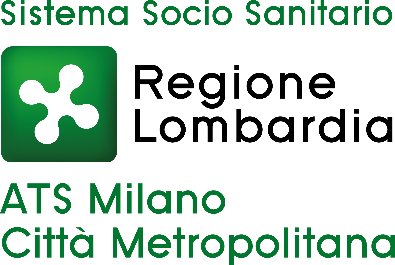 Sistema Socio Sanitario
Regione
Lombardia
ATS Milano
Città Metropolitana